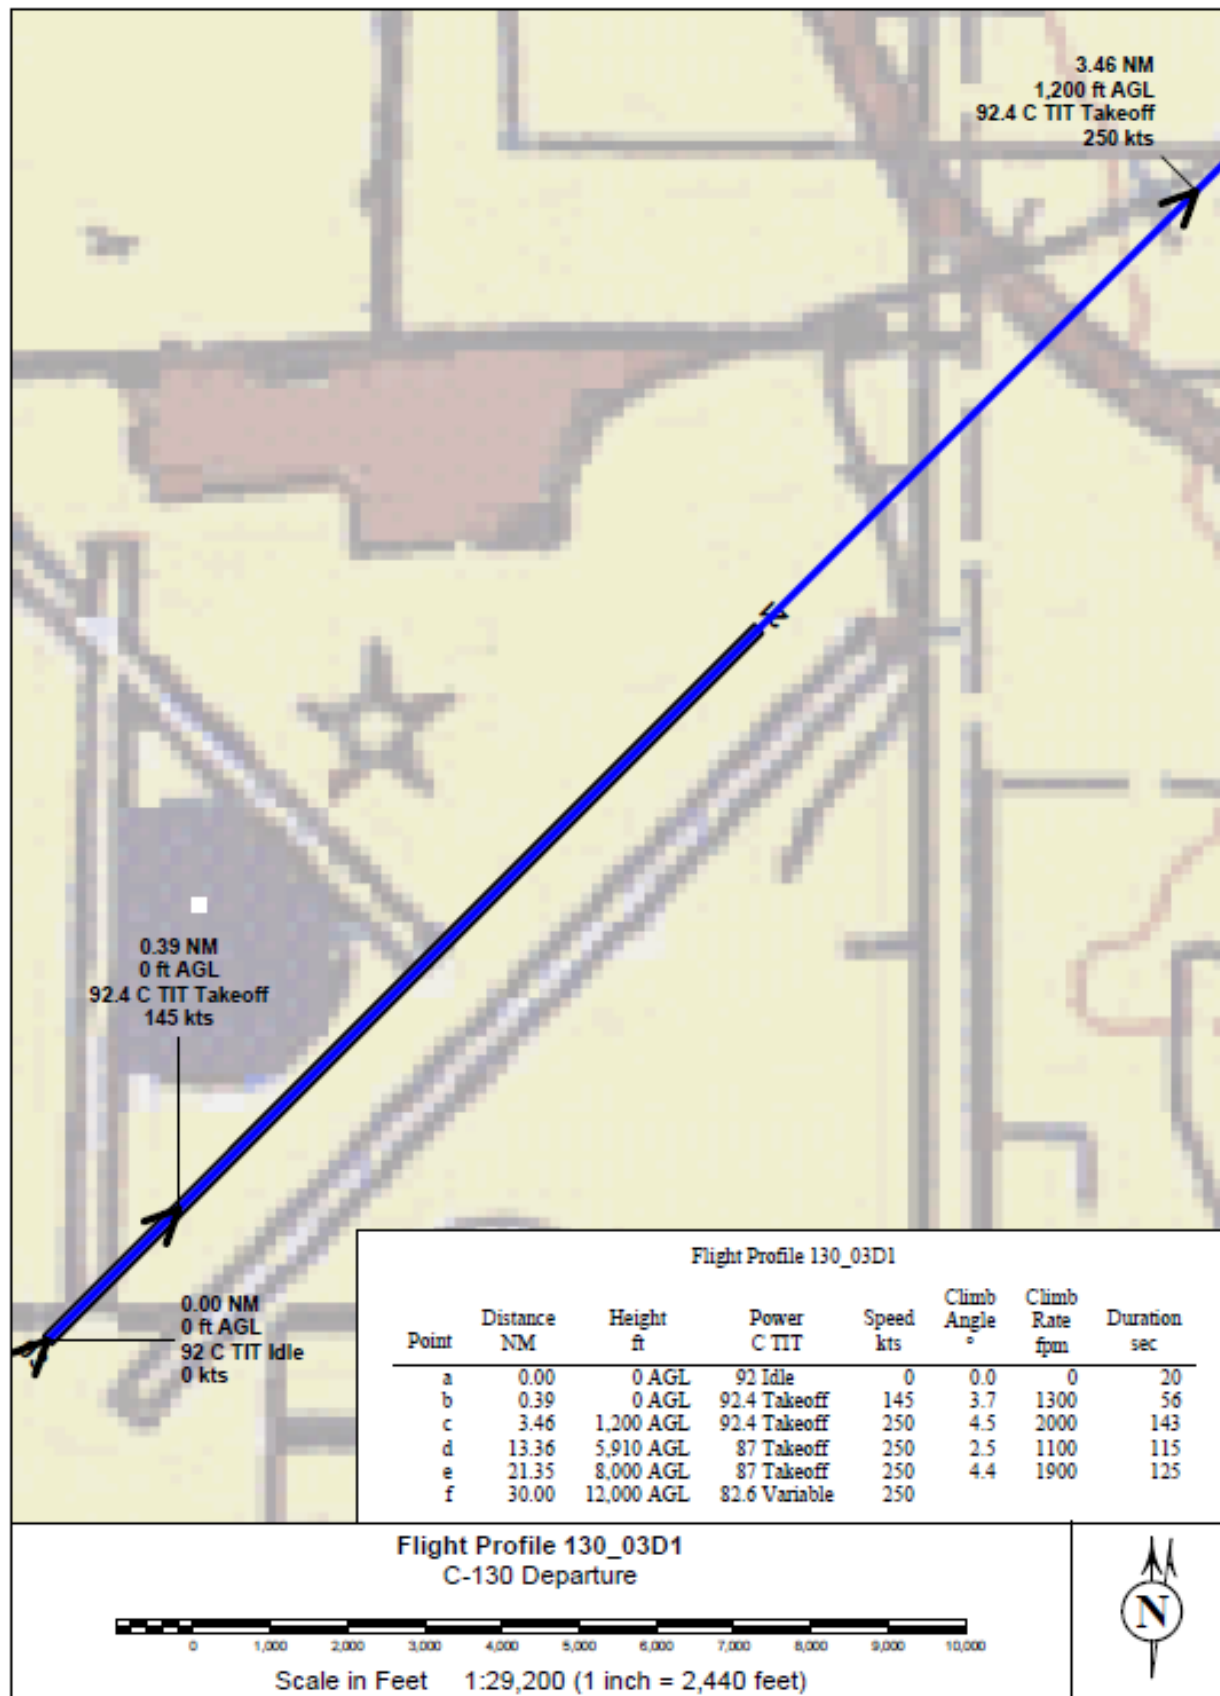 3.46 NM
1,200 ft AGL
92.4 C TIT Takeoff
250 kts
0.39 NM
0 ft AGL
92.4 C TIT Takeoff
145 kts
0.00 NM
0 ft AGL
92 C TIT Idle
0 kts
Flight Profile 130_03D1
Point Distance NM Height ft Power C TIT Speed kts Climb Angle ° Climb Rate fpm Duration sec
a 0.00 0 AGL 92 Idle 0 0.0 0 20
b 0.39 0 AGL 92.4 Takeoff 145 3.7 1300 56
c 3.46 1,200 AGL 92.4 Takeoff 250 4.5 2000 143
d 13.36 5,910 AGL 87 Takeoff 250 2.5 1100 115
e 21.35 8,000 AGL 87 Takeoff 250 4.4 1900 125
f 30.00 12,000 AGL 82.6 Variable 250
Flight Profile 130_03D1
C-130 Departure
0 1,000 2,000 3,000 4,000 5,000 6,000 7,000 8,000 9,000 10,000
Scale in Feet 1:29,200 (1 inch = 2,440 feet)
N